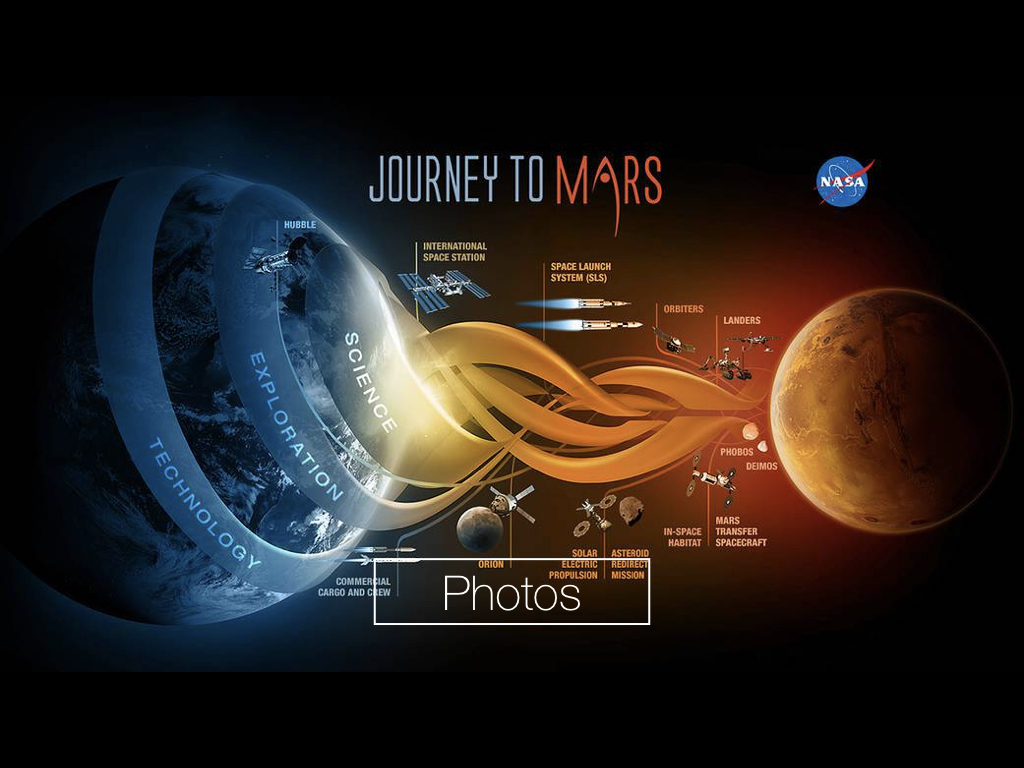 JOURNEY TO MARS
NASA
HUBBLE
INTERNATIONAL
SPACE STATION
SPACE LAUNCH
SYSTEM (SLS)
ORBITERS
LANDERS
SCIENCE
EXPLORATION
TECHNOLOGY
PHOBOS
DEIMOS
IN-SPACE
HABITAT
MARS
TRANSFER
SPACECRAFT
ORION
SOLAR
ELECTRIC
PROPULSION
ASTEROID
REDIRECT
MISSION
COMMERCIAL
CARGO AND CREW
Photos